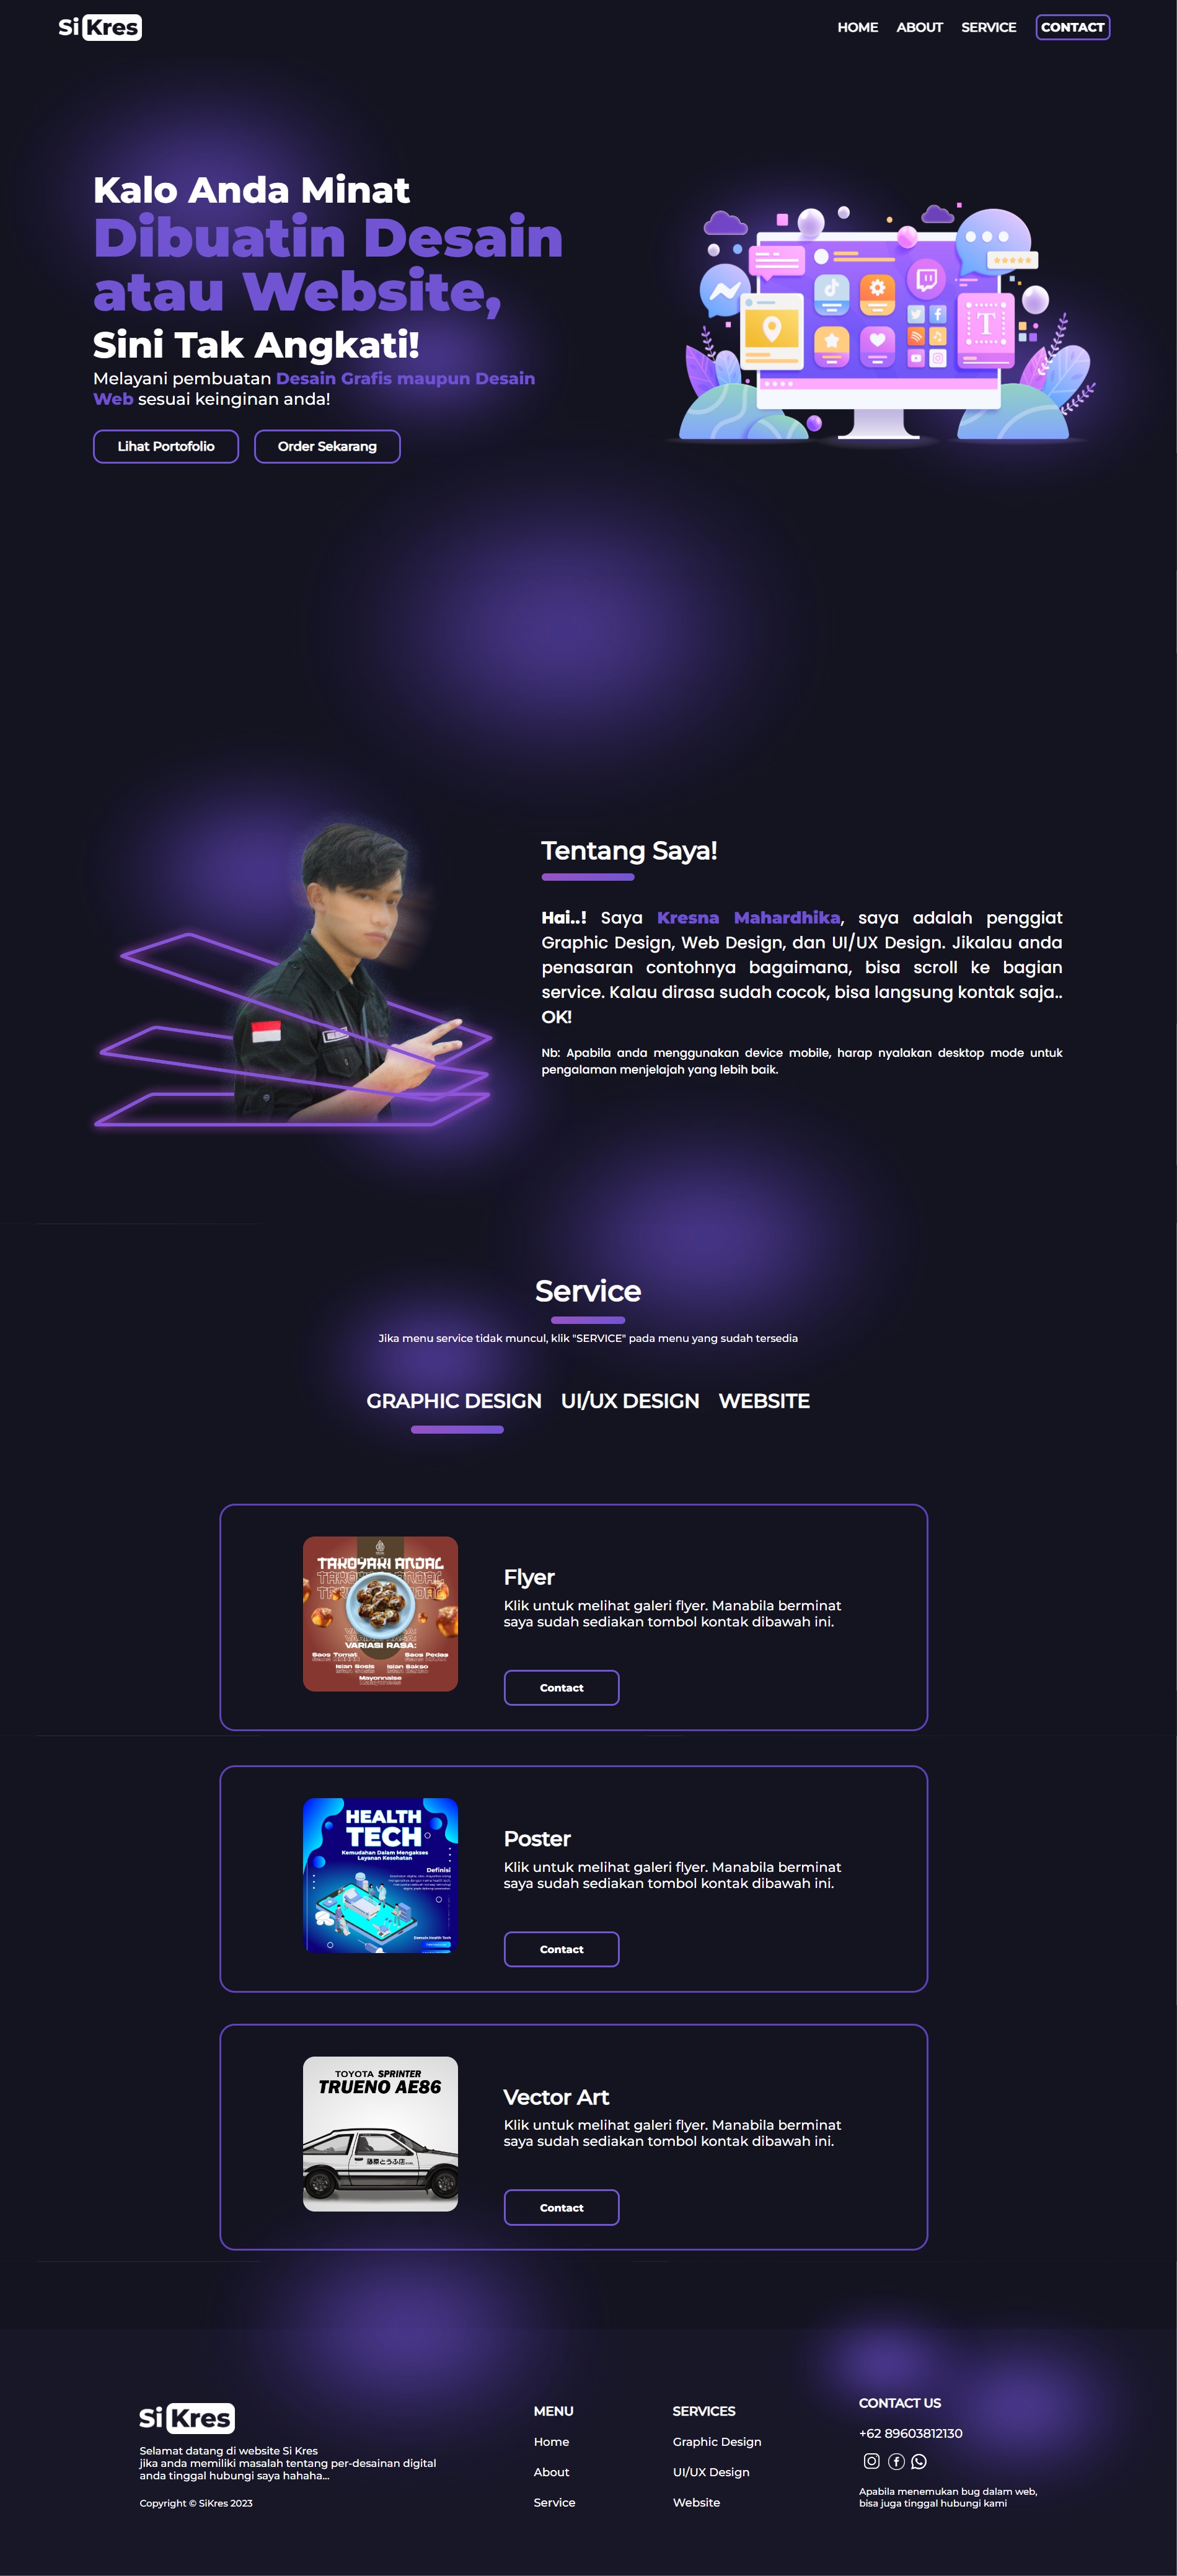 Si Kres
HOME ABOUT SERVICE CONTACT
Kalo Anda Minat
Dibuatin Desain
atau Website,
Sini Tak Angkati!
Melayani pembuatan Desain Grafis maupun Desain
Web sesuai keinginan anda!
Lihat Portofolio Order Sekarang
T
Tentang Saya!
Hai..! Saya Kresna Mahardhika, saya adalah penggiat
Graphic Design, Web Design, dan UI/UX Design. Jikalau anda
penasaran contohnya bagaimana, bisa scroll ke bagian
service. Kalau dirasa sudah cocok, bisa langsung kontak saja..
OK!
Nb: Apabila anda menggunakan device mobile, harap nyalakan desktop mode untuk
pengalaman menjelajah yang lebih baik.
Service
Jika menu service tidak muncul, klik "SERVICE" pada menu yang sudah tersedia
GRAPHIC DESIGN UI/UX DESIGN WEBSITE
TAKOYAKI ANJAL
VARIASI RASA:
Saos Tomat Saos Pedas
Isian Sosis Isian Bakso
Mayonnaise
Flyer
Klik untuk melihat galeri flyer. Manabila berminat
saya sudah sediakan tombol kontak dibawah ini.
Contact
HEALTH
TECH
Kemudahan Dalam Mengakses
Layanan Kesehatan
Definisi
Domain Health Tech
Poster
Klik untuk melihat galeri flyer. Manabila berminat
saya sudah sediakan tombol kontak dibawah ini.
Contact
TOYOTA SPRINTER
TRUENO AE86
藤原とうふ店
Vector Art
Klik untuk melihat galeri flyer. Manabila berminat
saya sudah sediakan tombol kontak dibawah ini.
Contact
Si Kres
Selamat datang di website Si Kres
jika anda memiliki masalah tentang per-desainan digital
anda tinggal hubungi saya hahaha...
Copyright © SiKres 2023
MENU
Home
About
Service
SERVICES
Graphic Design
UI/UX Design
Website
CONTACT US
+62 89603812130
Apabila menemukan bug dalam web,
bisa juga tinggal hubungi kami